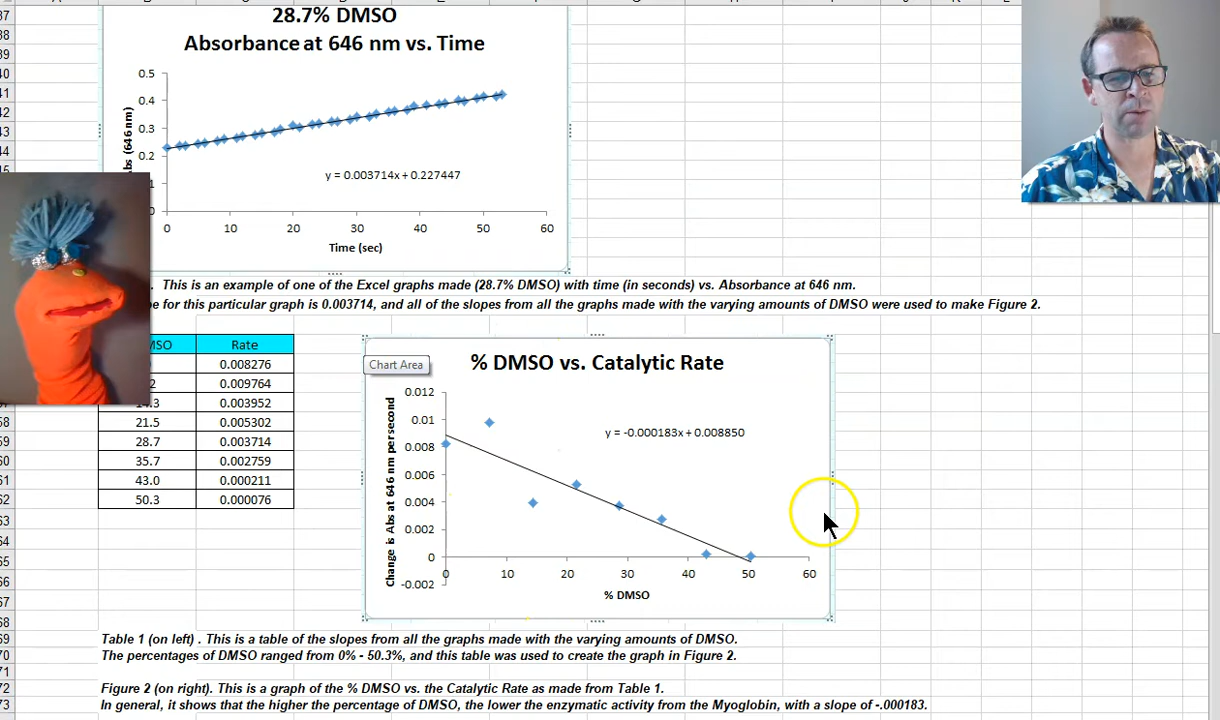 28.7% DMSO
Absorbance at 646 nm vs. Time
0.5
0.4
0.3
0.2
0
(646 nm)
y = 0.003714x + 0.227447
0 10 20 30 40 50 60
Time (sec)
This is an example of one of the Excel graphs made (28.7% DMSO) with time (in seconds) vs. Absorbance at 646 nm.
for this particular graph is 0.003714, and all of the slopes from all the graphs made with the varying amounts of DMSO were used to make Figure 2.
Rate
0.008276
0.009764
0.003952
21.5 0.005302
28.7 0.003714
35.7 0.002759
43.0 0.000211
50.3 0.000076
Chart Area
% DMSO vs. Catalytic Rate
Change is Abs at 646 nm per second
0.012
0.01
0.008
0.006
0.004
0.002
0
-0.002
y = -0.000183x + 0.008850
0 10 20 30 40 50 60
% DMSO
Table 1 (on left) . This is a table of the slopes from all the graphs made with the varying amounts of DMSO.
The percentages of DMSO ranged from 0% - 50.3%, and this table was used to create the graph in Figure 2.
Figure 2 (on right). This is a graph of the % DMSO vs. the Catalytic Rate as made from Table 1.
In general, it shows that the higher the percentage of DMSO, the lower the enzymatic activity from the Myoglobin, with a slope of -.000183.